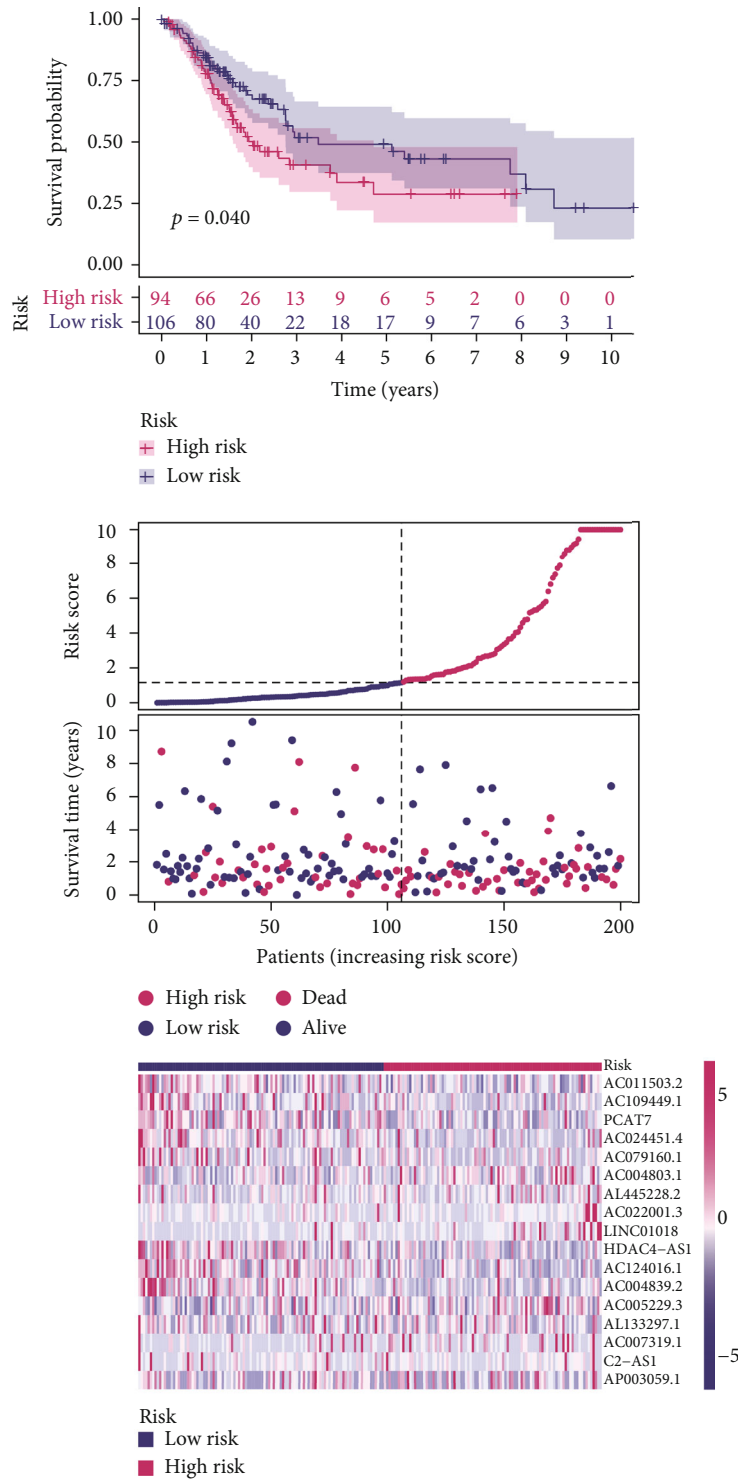 1.00
0.75
0.50
0.25
0.00
Survival probability
p = 0.040
Risk
High risk 94 66 26 13 9 6 5 2 0 0 0
Low risk 106 80 40 22 18 17 9 7 6 3 1
0 1 2 3 4 5 6 7 8 9 10
Time (years)
Risk
High risk
Low risk
10
8
6
4
2
0
Risk score
10
8
6
4
2
0
Survival time (years)
0 50 100 150 200
Patients (increasing risk score)
High risk Dead
Low risk Alive
Risk
AC011503.2
AC109449.1
PCAT7
AC024451.4
AC079160.1
AC004803.1
AL445228.2
AC022001.3
LINC01018
HDAC4−AS1
AC124016.1
AC004839.2
AC005229.3
AL133297.1
AC007319.1
C2−AS1
AP003059.1
5
0
−5
Risk
Low risk
High risk